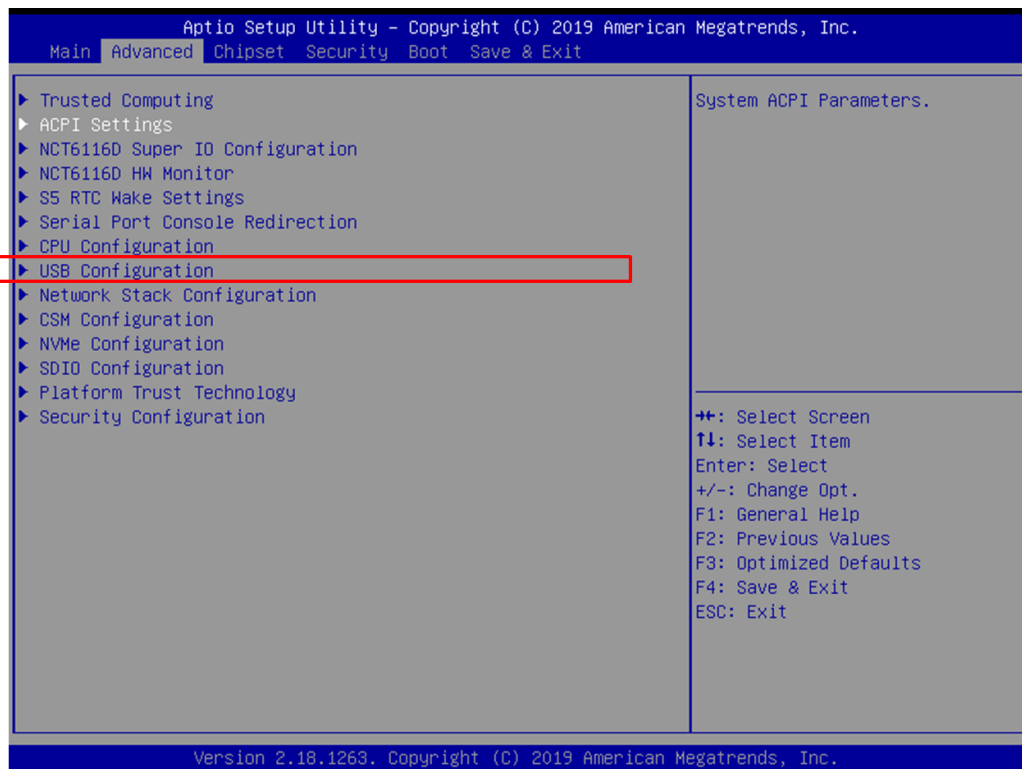 Aptio Setup Utility – Copyright (C) 2019 American Megatrends, Inc.
Main Advanced Chipset Security Boot Save & Exit
Trusted Computing
ACPI Settings
NCT6116D Super IO Configuration
NCT6116D HW Monitor
S5 RTC Wake Settings
Serial Port Console Redirection
CPU Configuration
USB Configuration
Network Stack Configuration
CSM Configuration
NVMe Configuration
SDIO Configuration
Platform Trust Technology
Security Configuration
System ACPI Parameters.
→←: Select Screen
↑↓: Select Item
Enter: Select
+/-: Change Opt.
F1: General Help
F2: Previous Values
F3: Optimized Defaults
F4: Save & Exit
ESC: Exit
Version 2.18.1263. Copyright (C) 2019 American Megatrends, Inc.